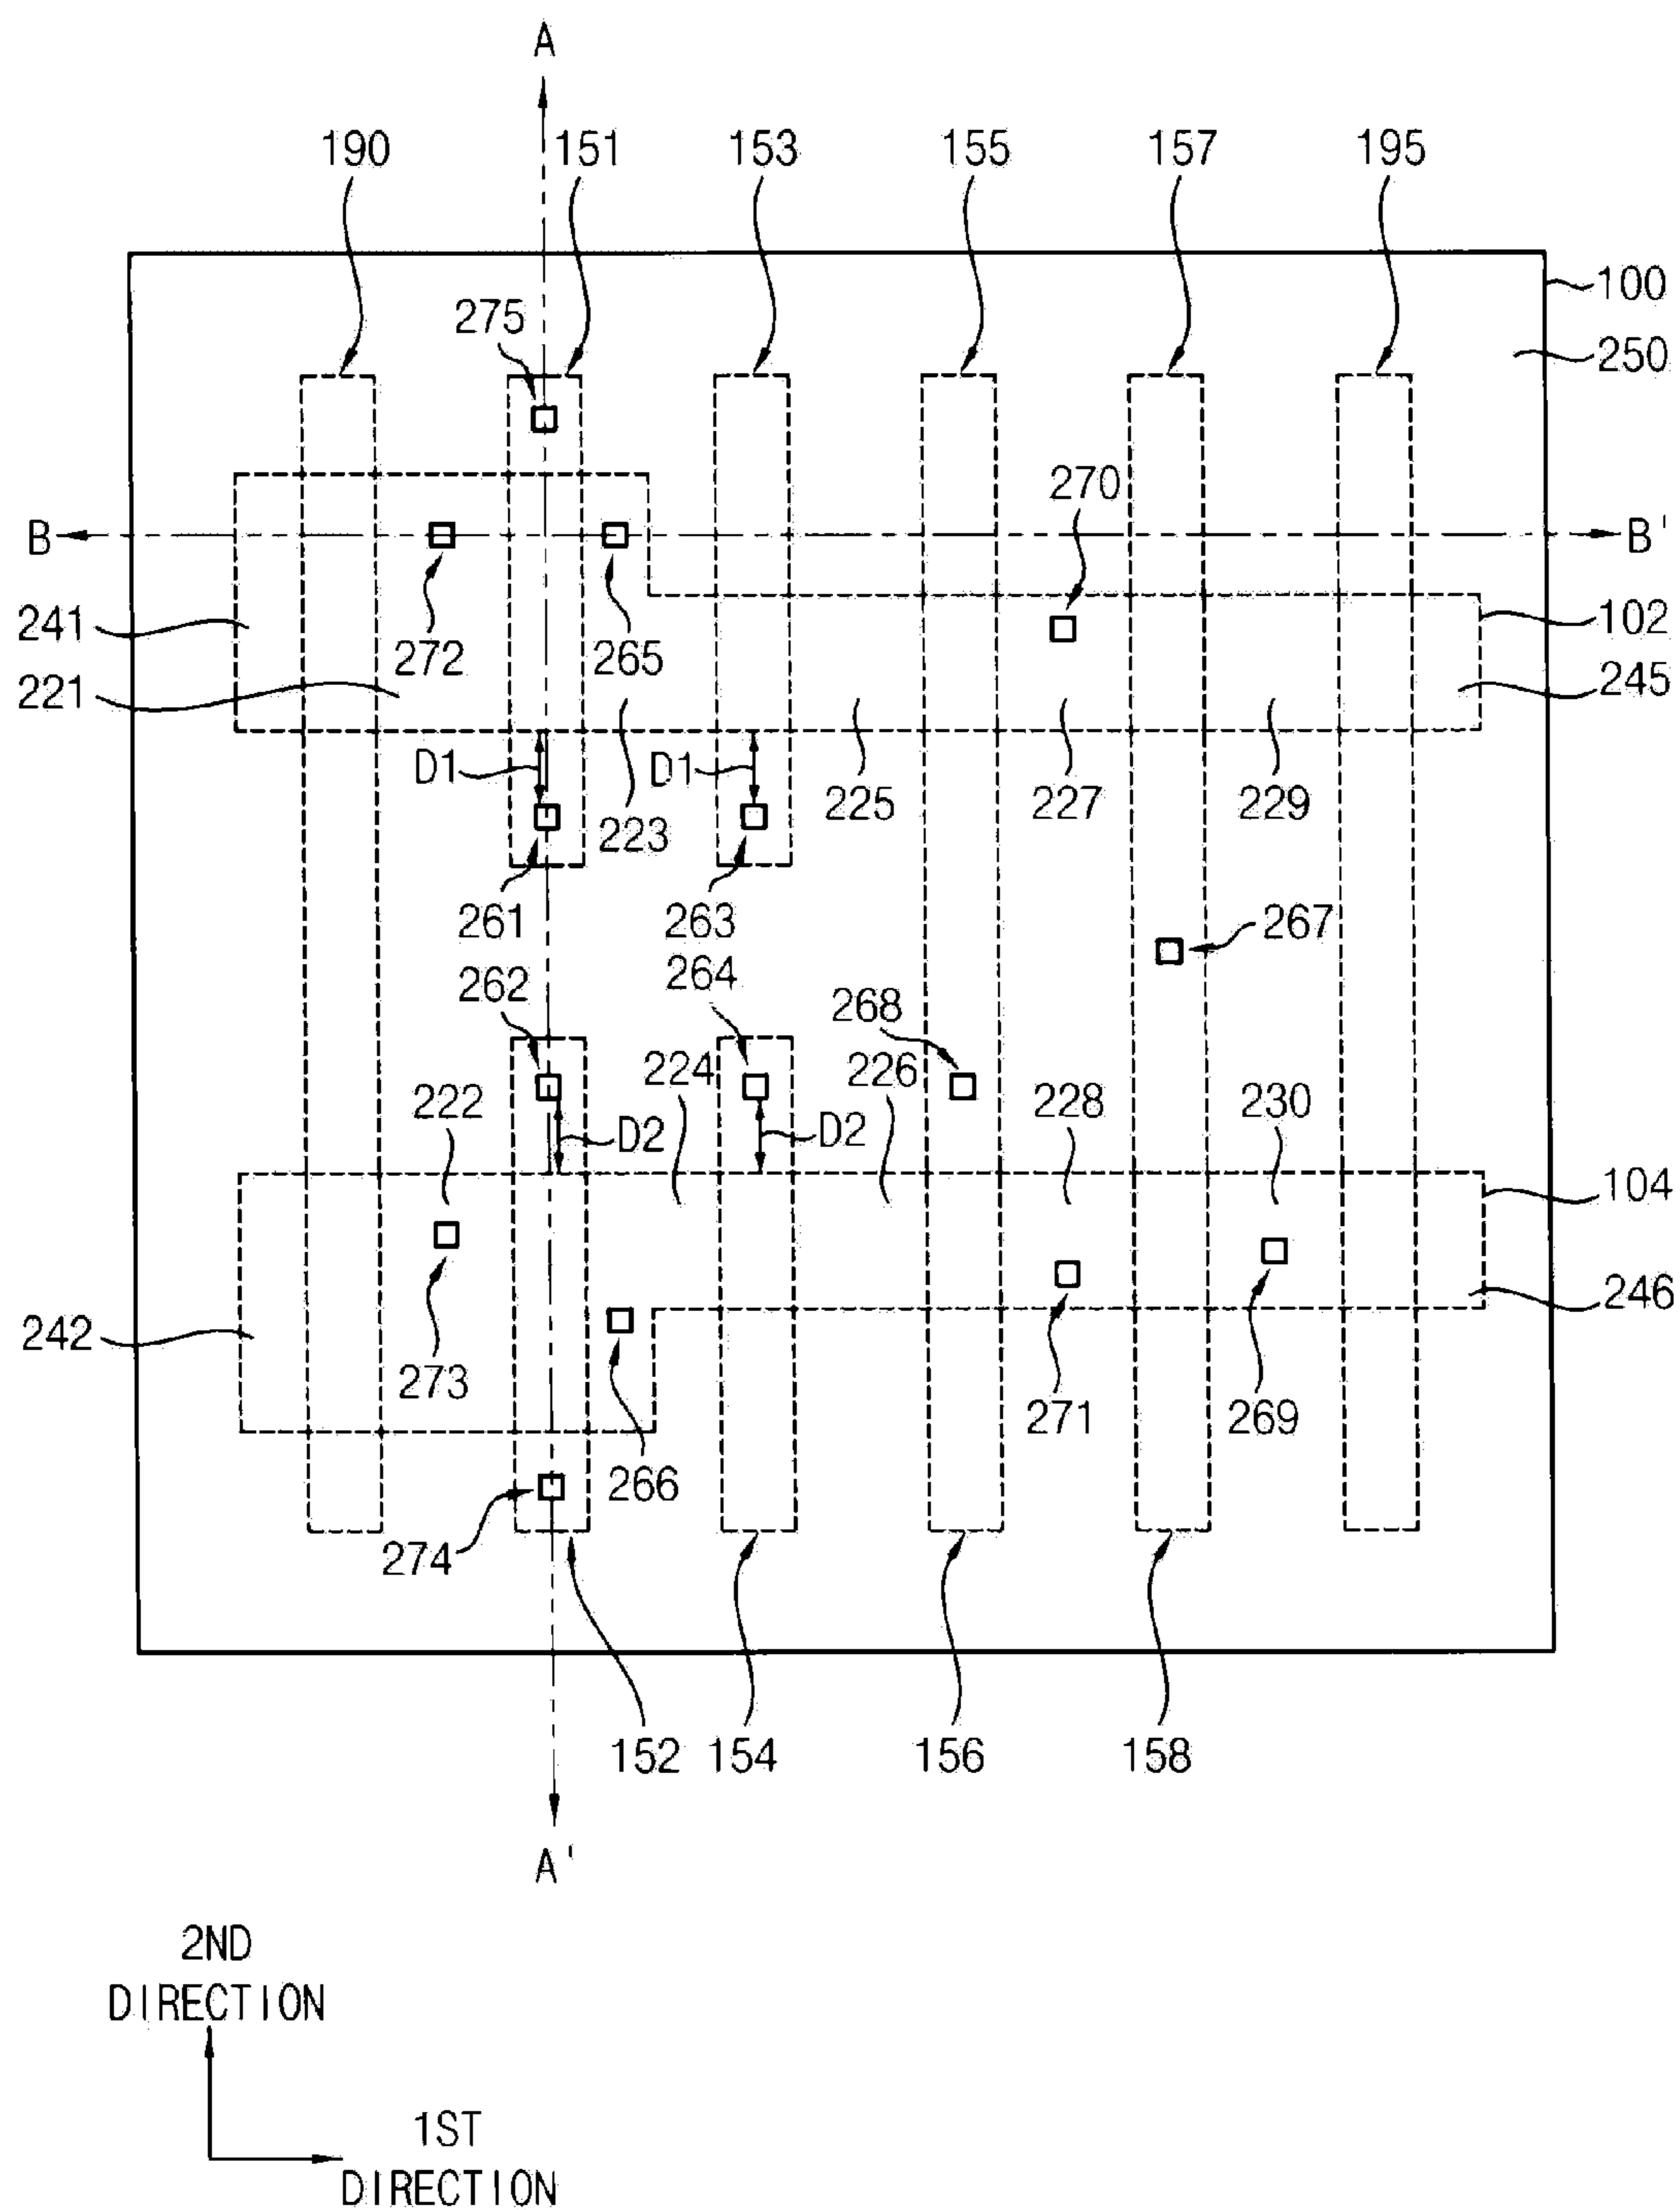 A
190 151 153 155 157 195
100
275
250
270
B B'
241 272 265 102
221 245
D1 D1
225 227 229
223
261 263 267
262 264 268
222 224 226 228 230
D2 D2
104
242 246
273 271 269
266
274
152 154 156 158
A'
2ND
DIRECTION
1ST
DIRECTION